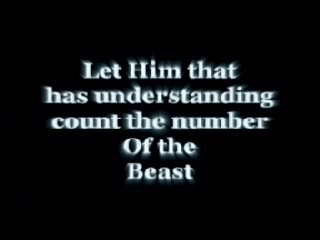 Let Him that
has understanding
count the number
Of the
Beast